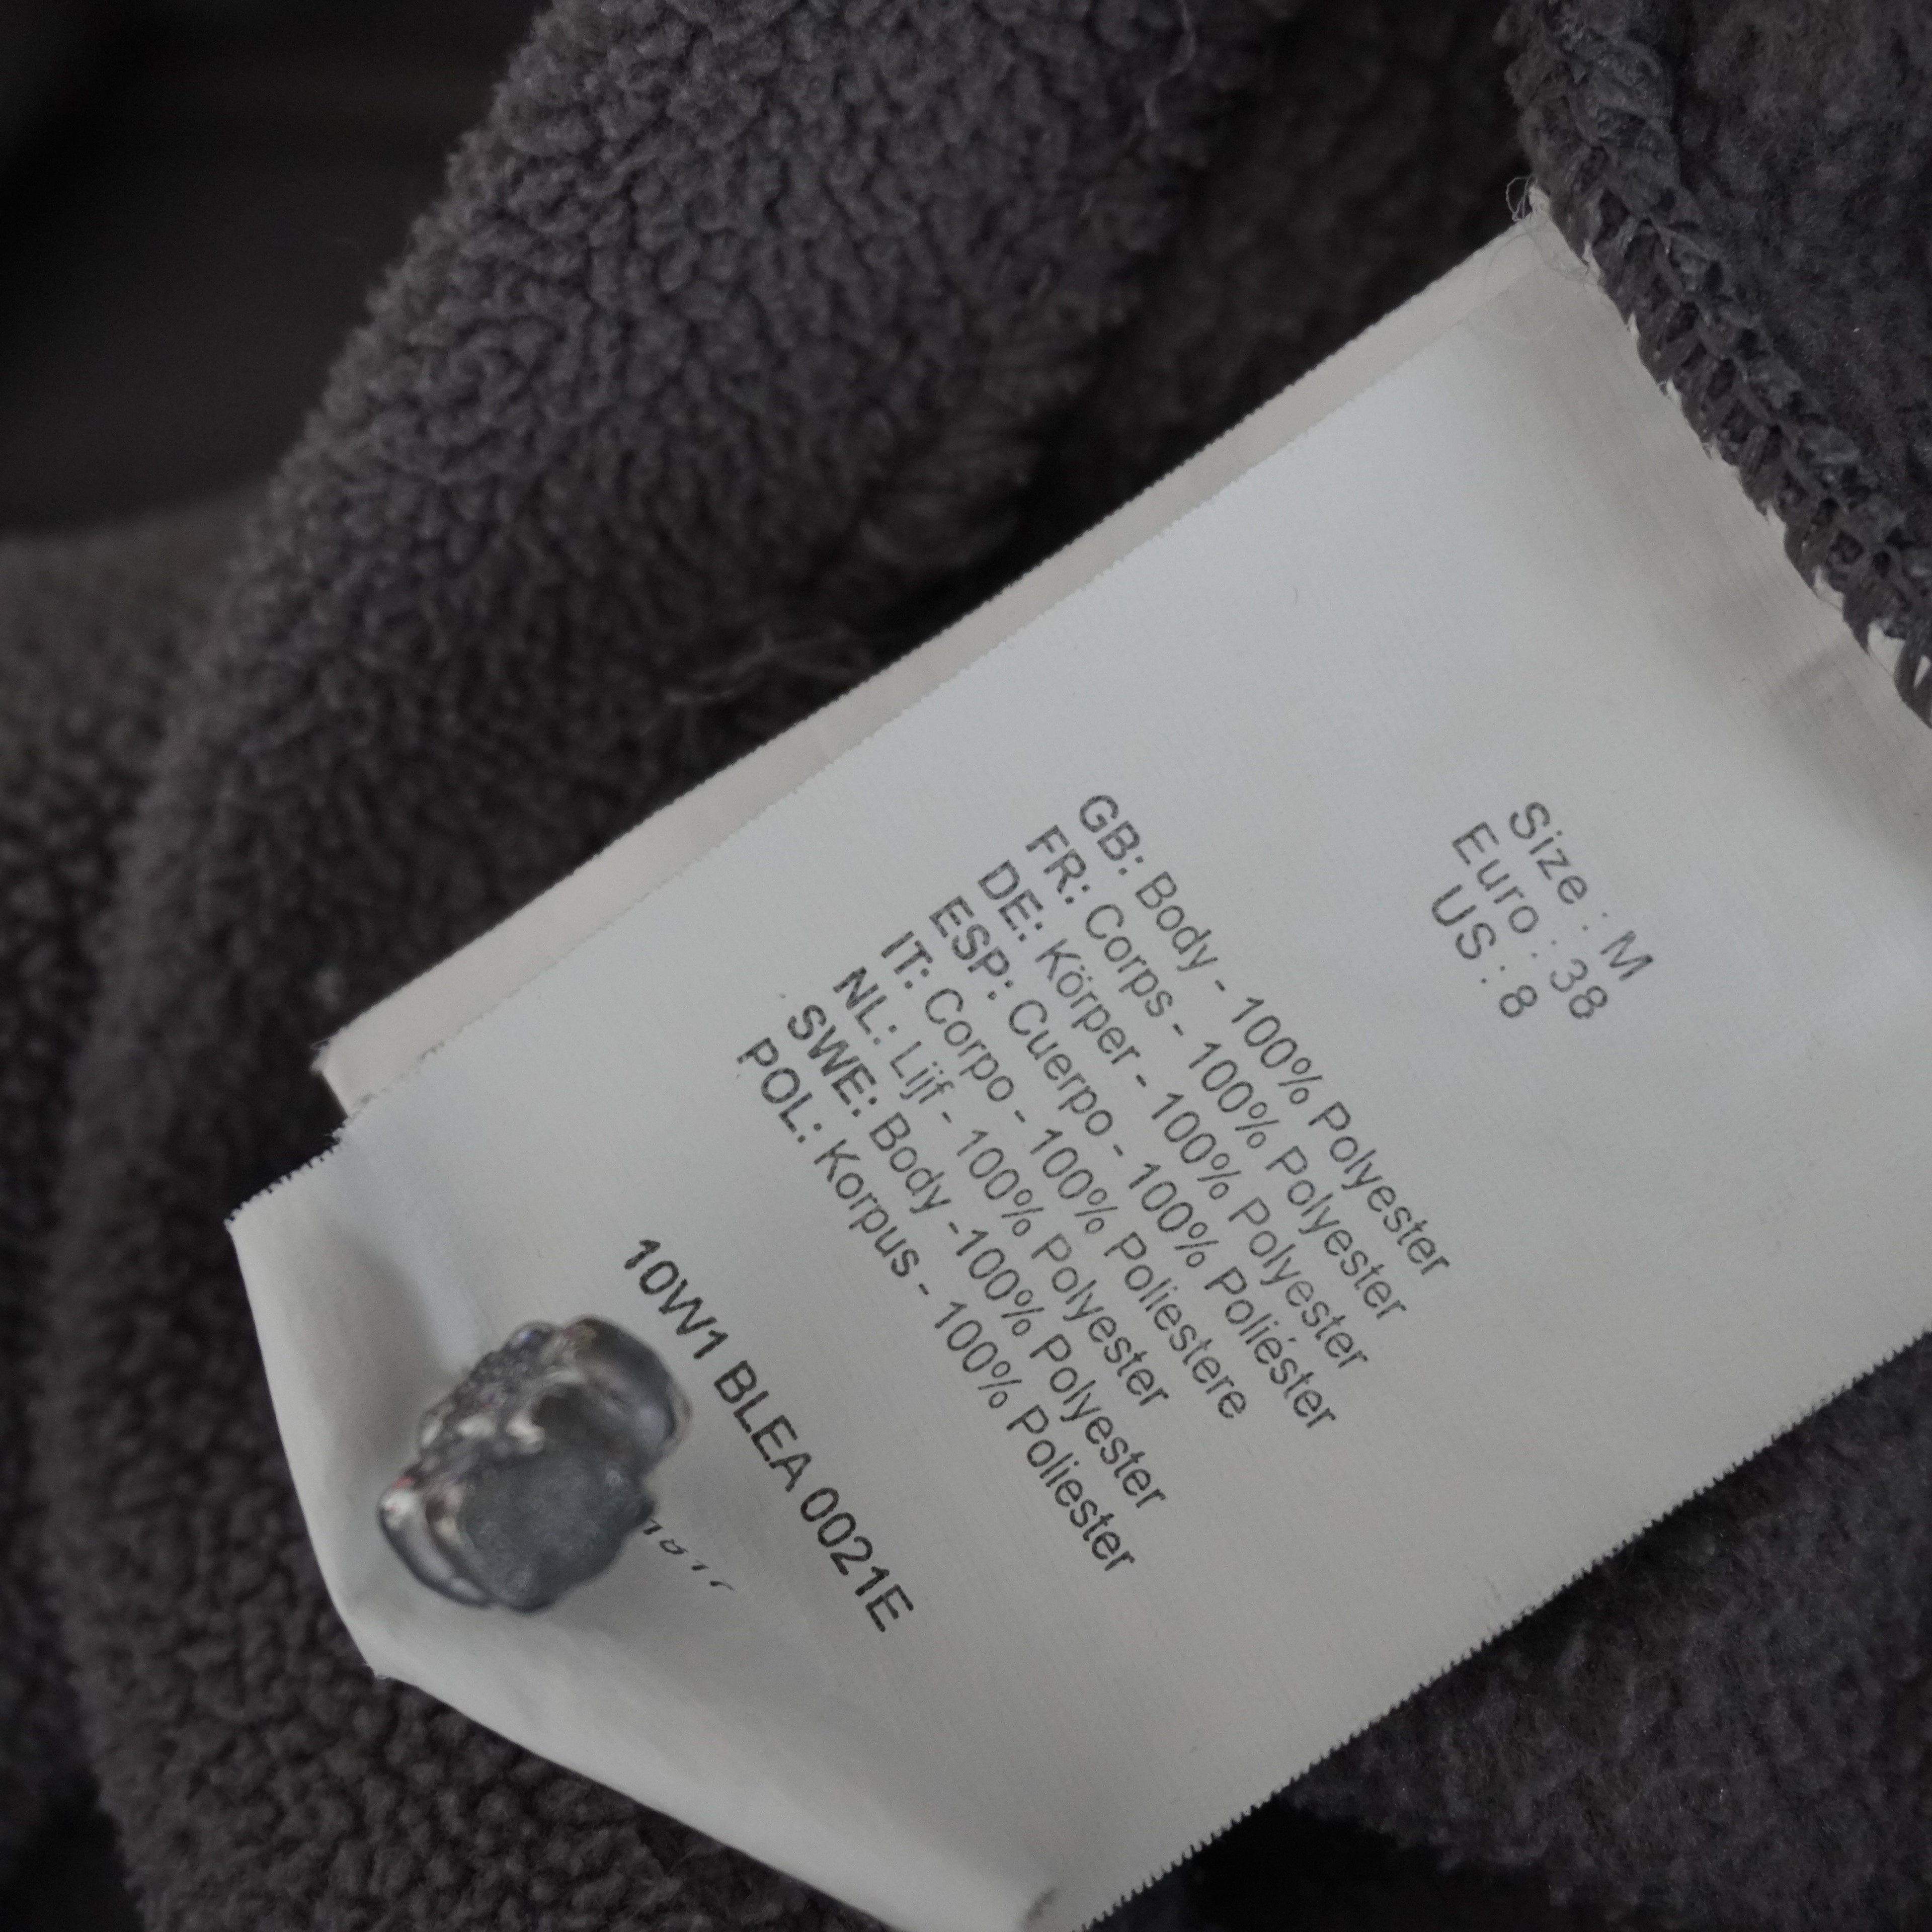 Size : M
Euro : 38
US : 8
GB: Body - 100% Polyester
FR: Corps - 100% Polyester
DE: Körper - 100% Polyester
ESP: Cuerpo - 100% Poliéster
IT: Corpo - 100% Poliestere
NL: Lijf - 100% Polyester
SWE: Body -100% Polyester
POL: Korpus - 100% Poliester
10W1 BLEA 0021E